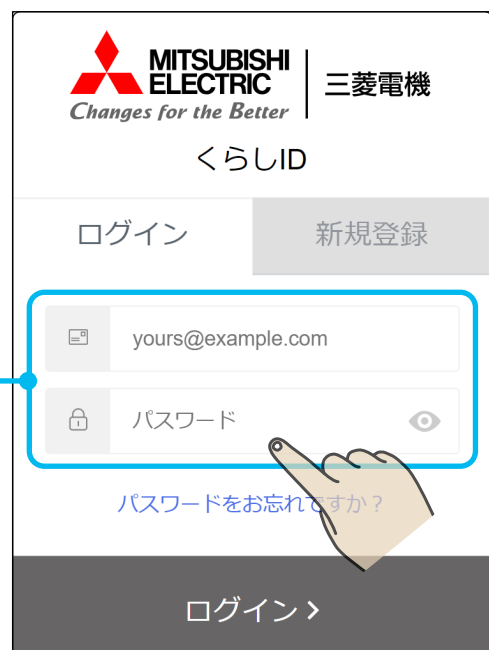 MITSUBISHI
ELECTRIC
Changes for the Better
三菱電機
くらしID
ログイン
新規登録
yours@example.com
パスワード
パスワードをお忘れですか？
ログイン